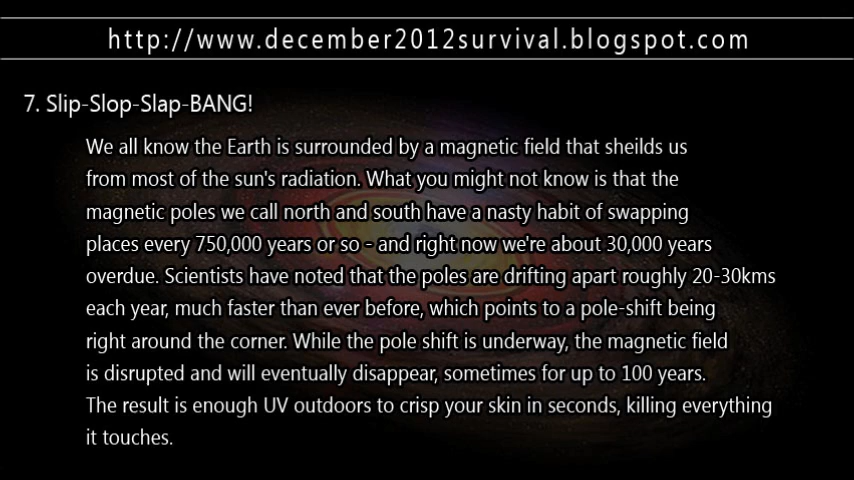 http://www.december2012survival.blogspot.com
7. Slip-Slop-Slap-BANG!
We all know the Earth is surrounded by a magnetic field that sheilds us
from most of the sun's radiation. What you might not know is that the
magnetic poles we call north and south have a nasty habit of swapping
places every 750,000 years or so - and right now we're about 30,000 years
overdue. Scientists have noted that the poles are drifting apart roughly 20-30kms
each year, much faster than ever before, which points to a pole-shift being
right around the corner. While the pole shift is underway, the magnetic field
is disrupted and will eventually disappear, sometimes for up to 100 years.
The result is enough UV outdoors to crisp your skin in seconds, killing everything
it touches.